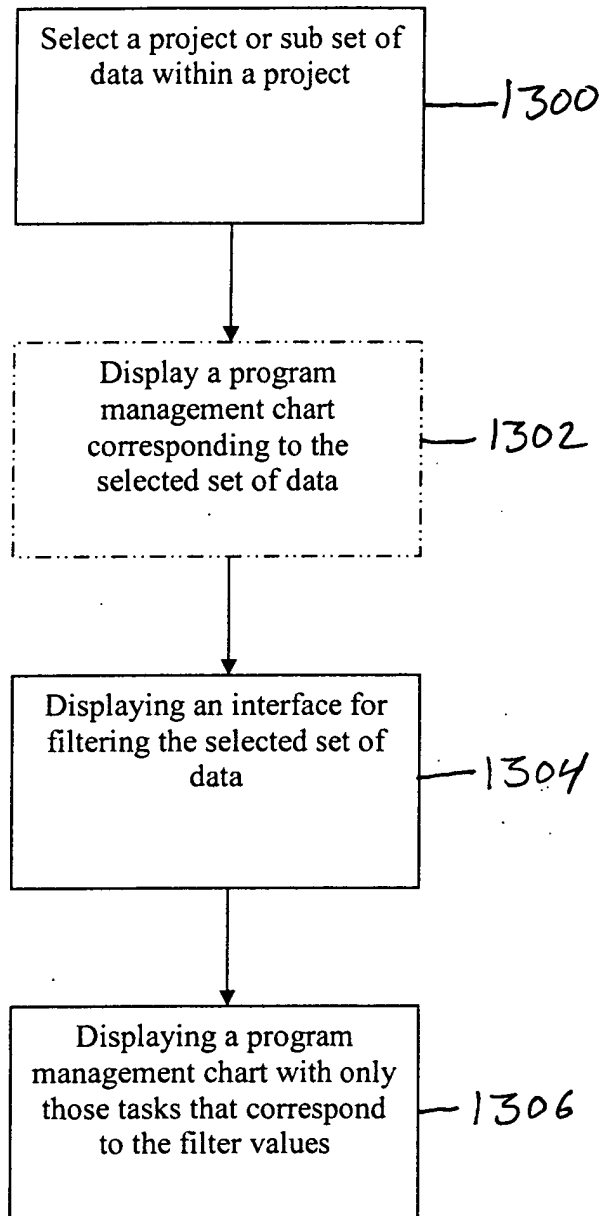 Select a project or sub set of
data within a project
1300
Display a program
management chart
corresponding to the
selected set of data
1302
Displaying an interface for
filtering the selected set of
data
1304
Displaying a program
management chart with only
those tasks that correspond
to the filter values
1306